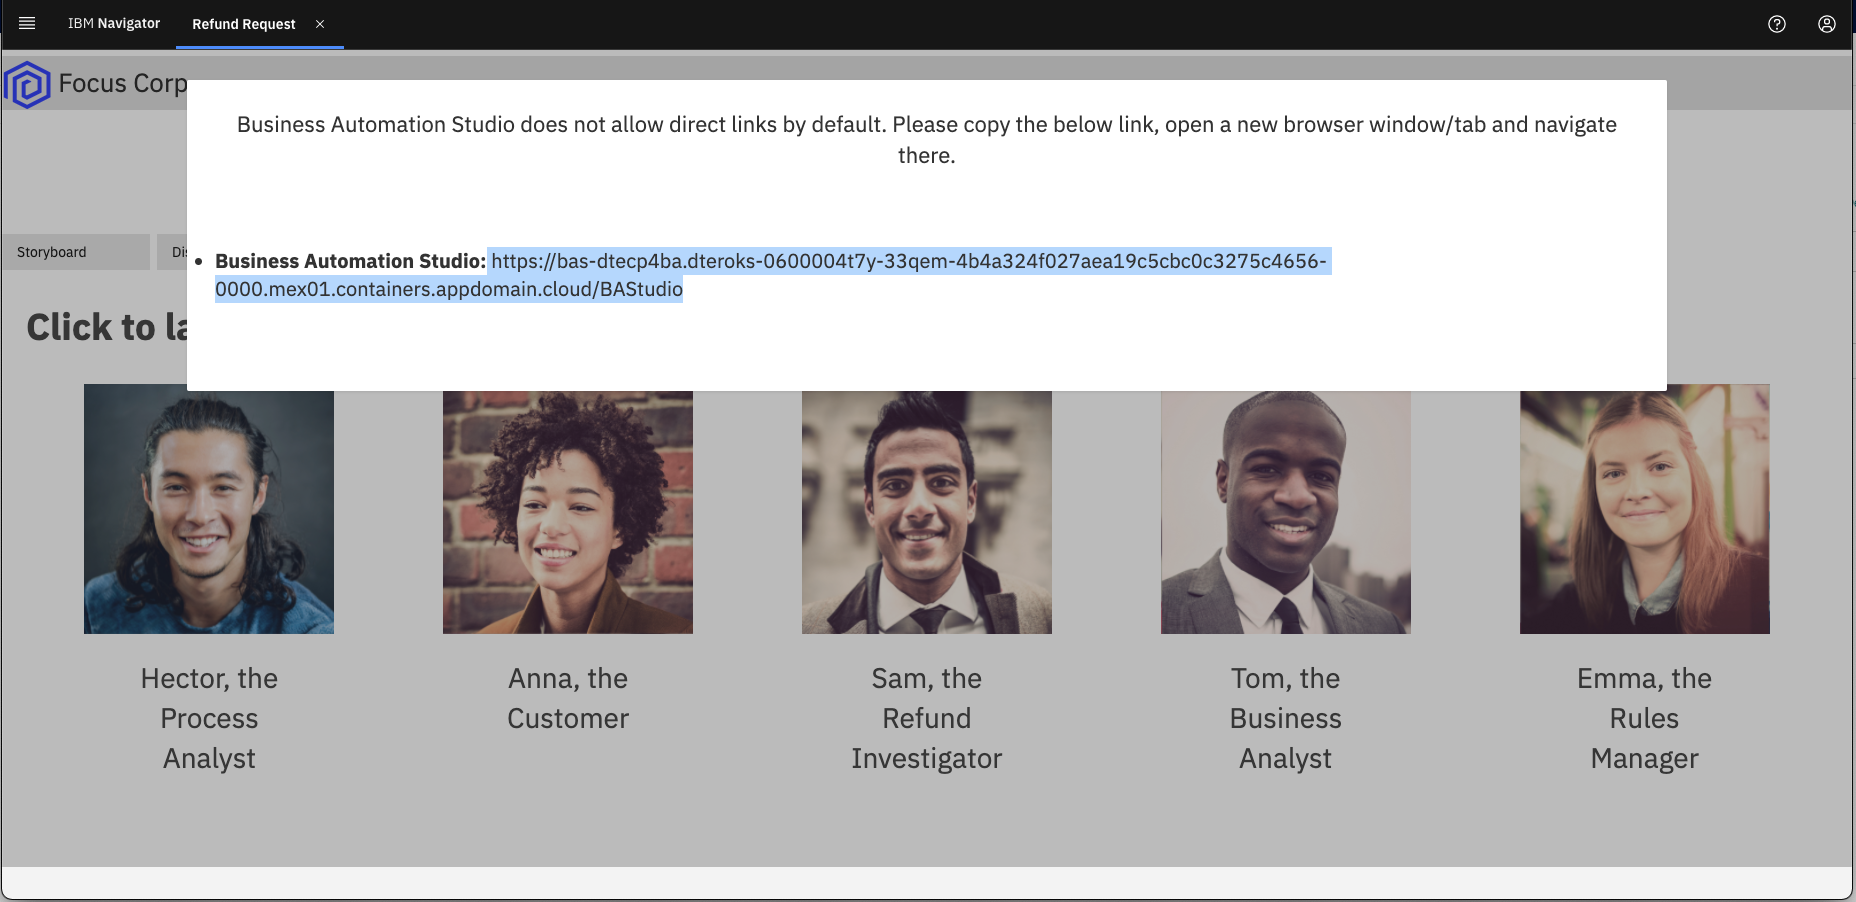 IBM Navigator
Refund Request
Focus Corp
Business Automation Studio does not allow direct links by default. Please copy the below link, open a new browser window/tab and navigate
there.
Storyboard
• Business Automation Studio: https://bas-dtecp4ba.dteroks-0600004t7y-33qem-4b4a324f027aea19c5cbc0c3275c4656-
0000.mex01.containers.appdomain.cloud/BAStudio
Click to
Hector, the
Process
Analyst
Anna, the
Customer
Sam, the
Refund
Investigator
Tom, the
Business
Analyst
Emma, the
Rules
Manager